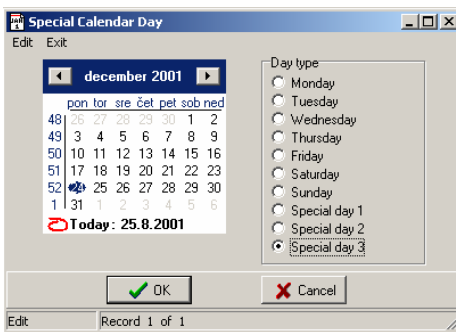 Special Calendar Day
Edit Exit
december 2001
pon tor sre čet pet sob ned
48 26 27 28 29 30 1 2
49 3 4 5 6 7 8 9
50 10 11 12 13 14 15 16
51 17 18 19 20 21 22 23
52 24 25 26 27 28 29 30
1 31 1 2 3 4 5 6
Today: 25.8.2001
Day type
Monday
Tuesday
Wednesday
Thursday
Friday
Saturday
Sunday
Special day 1
Special day 2
Special day 3
OK Cancel
Edit Record 1 of 1